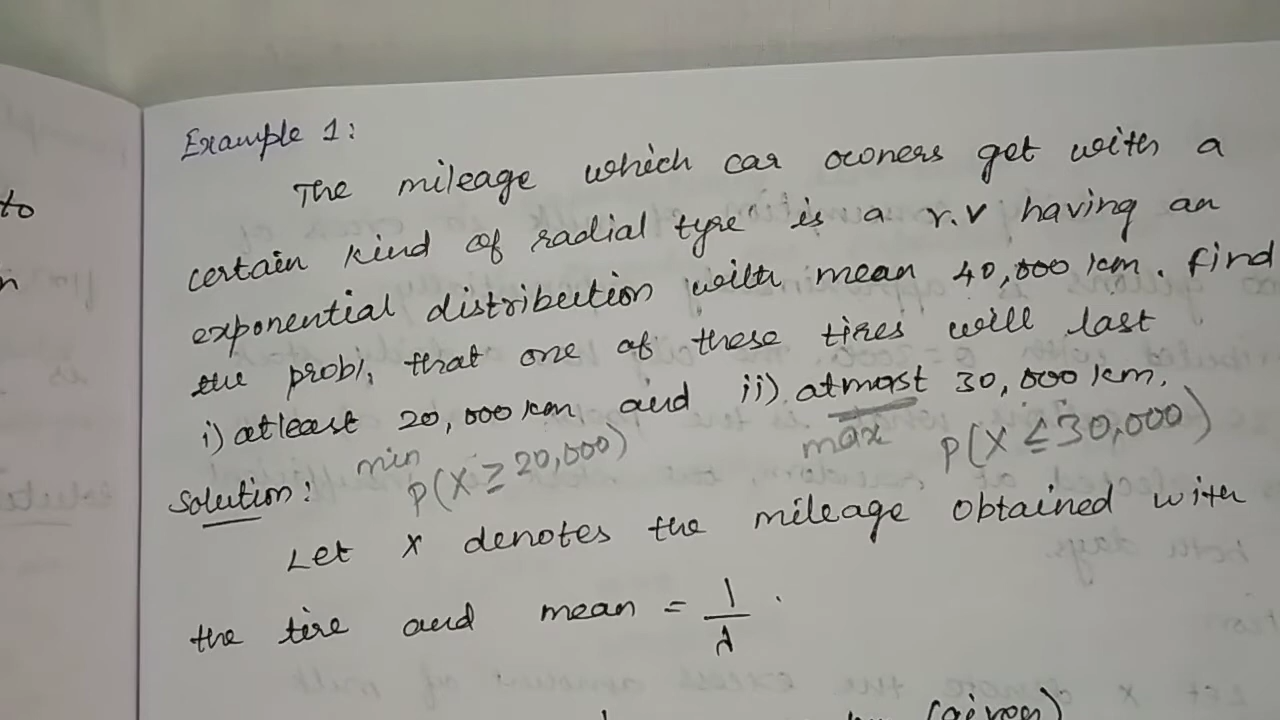 Example 1:
The mileage which car owners get with a
certain kind of radial tyre is a r.v having an
to
exponential distribution with mean 40,000 km. Find
n
the probl, that one of these tires will last
i) atleast 20,000 km and ii) atmost 30,000 km.
min
max
P(X ≥ 20,000)
P(X ≤ 30,000)
Solution:
Let x denotes the mileage obtained with
the tire and mean = 1/λ.
(given)